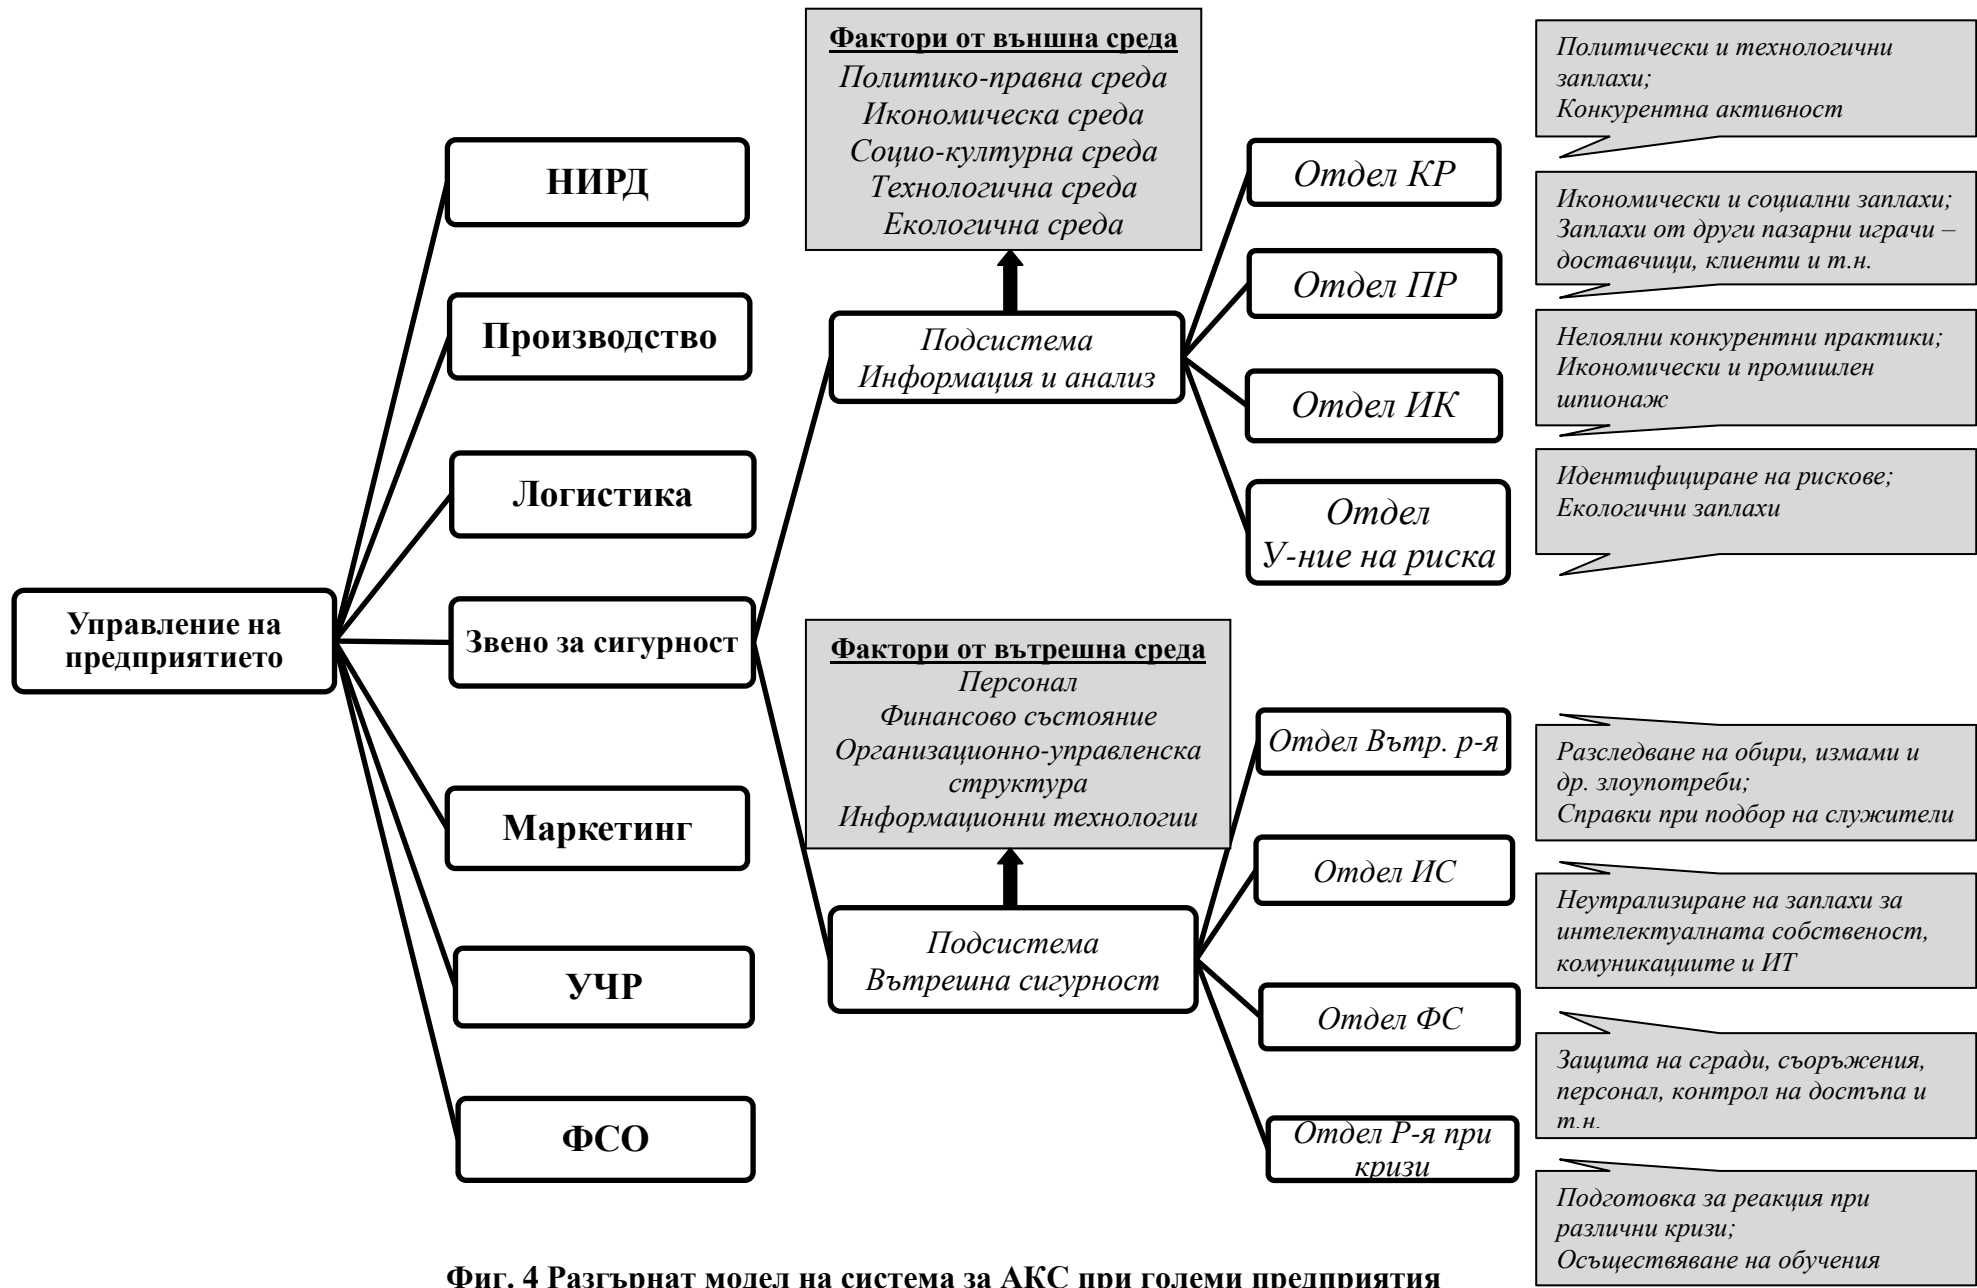 Управление на
предприятието
НИРД
Производство
Логистика
Звено за сигурност
Маркетинг
УЧР
ФСО
Фактори от външна среда
Политико-правна среда
Икономическа среда
Социо-културна среда
Технологична среда
Екологична среда
Подсистема
Информация и анализ
Фактори от вътрешна среда
Персонал
Финансово състояние
Организационно-управленска
структура
Информационни технологии
Подсистема
Вътрешна сигурност
Отдел КР
Отдел ПР
Отдел ИК
Отдел
У-ние на риска
Отдел Вътр. р-я
Отдел ИС
Отдел ФС
Отдел Р-я при
кризи
Политически и технологични
заплахи;
Конкурентна активност
Икономически и социални заплахи;
Заплахи от други пазарни играчи –
доставчици, клиенти и т.н.
Нелоялни конкурентни практики;
Икономически и промишлен
шпионаж
Идентифициране на рискове;
Екологични заплахи
Разследване на обири, измами и
др. злоупотреби;
Справки при подбор на служители
Неутрализиране на заплахи за
интелектуалната собственост,
комуникациите и ИТ
Защита на сгради, съоръжения,
персонал, контрол на достъпа и
т.н.
Подготовка за реакция при
различни кризи;
Осъществяване на обучения
Фиг. 4 Разгърнат модел на система за АКС при големи предприятия